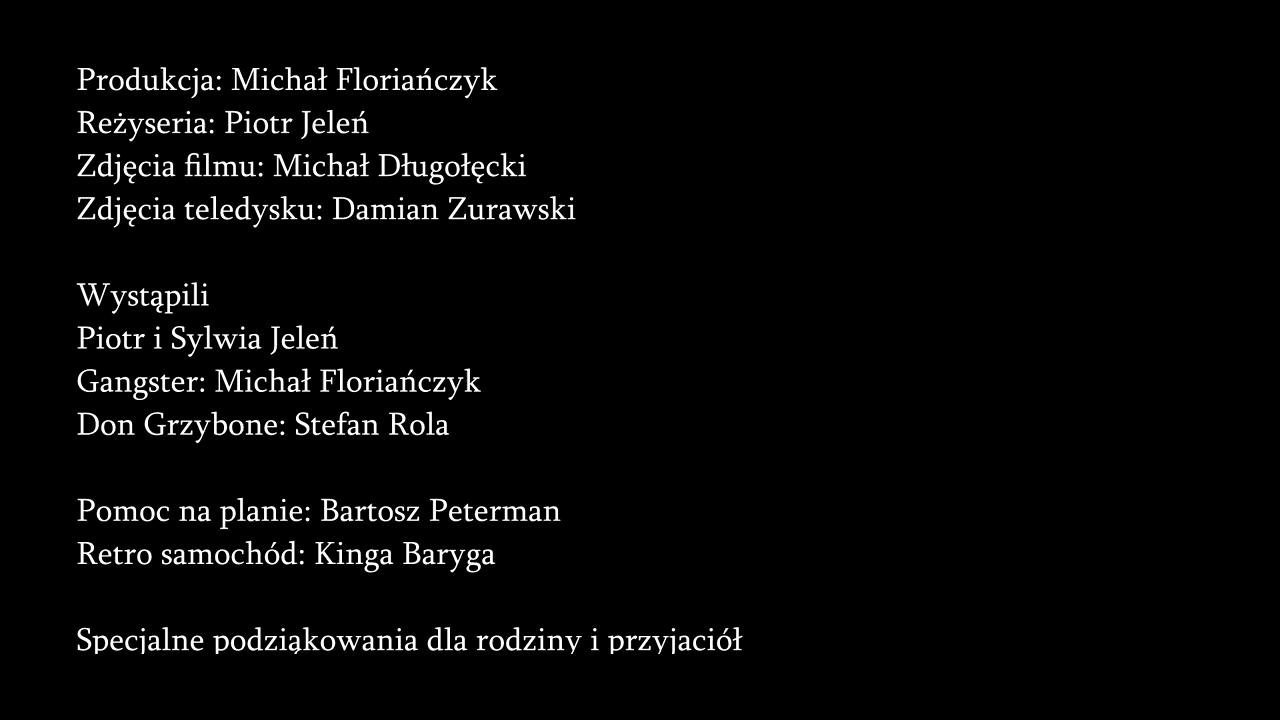 Produkcja: Michał Floriańczyk
Reżyseria: Piotr Jeleń
Zdjęcia filmu: Michał Długołęcki
Zdjęcia teledysku: Damian Zurawski
Wystąpili
Piotr i Sylwia Jeleń
Gangster: Michał Floriańczyk
Don Grzybone: Stefan Rola
Pomoc na planie: Bartosz Peterman
Retro samochód: Kinga Baryga
Specjalne podziąkowania dla rodziny i przyjaciół